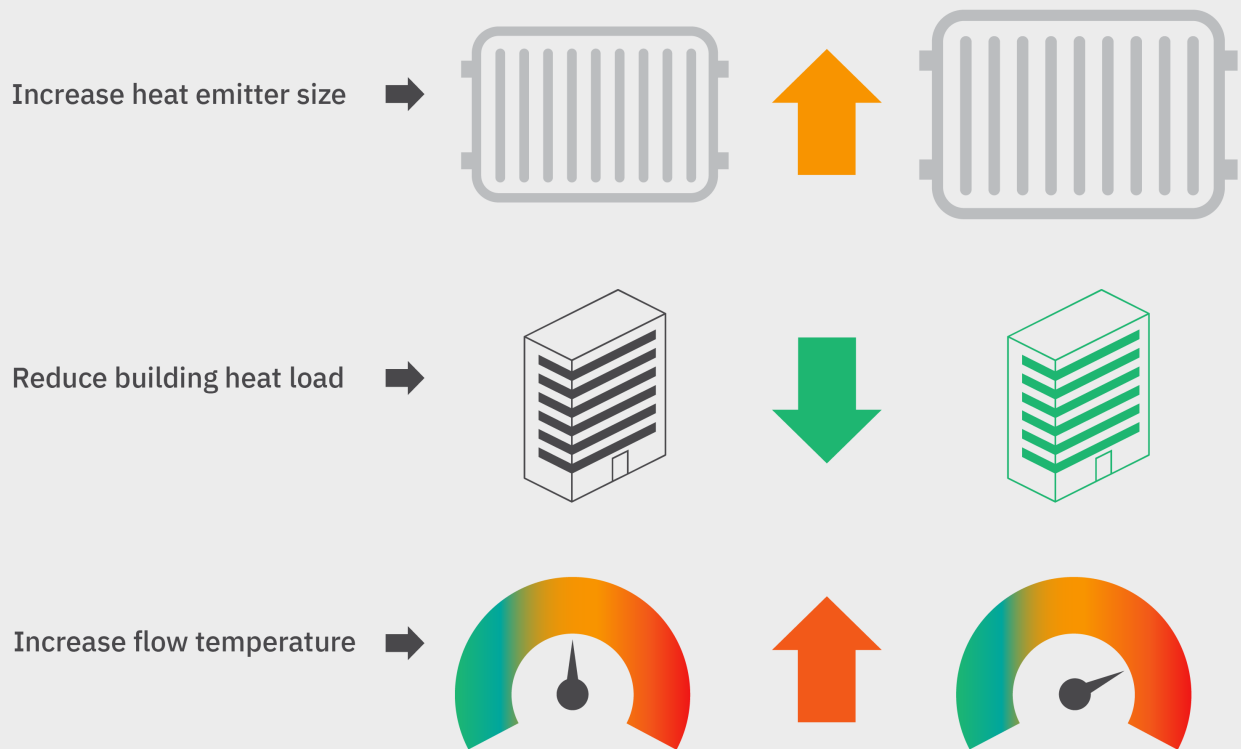 Increase heat emitter size
Reduce building heat load
Increase flow temperature